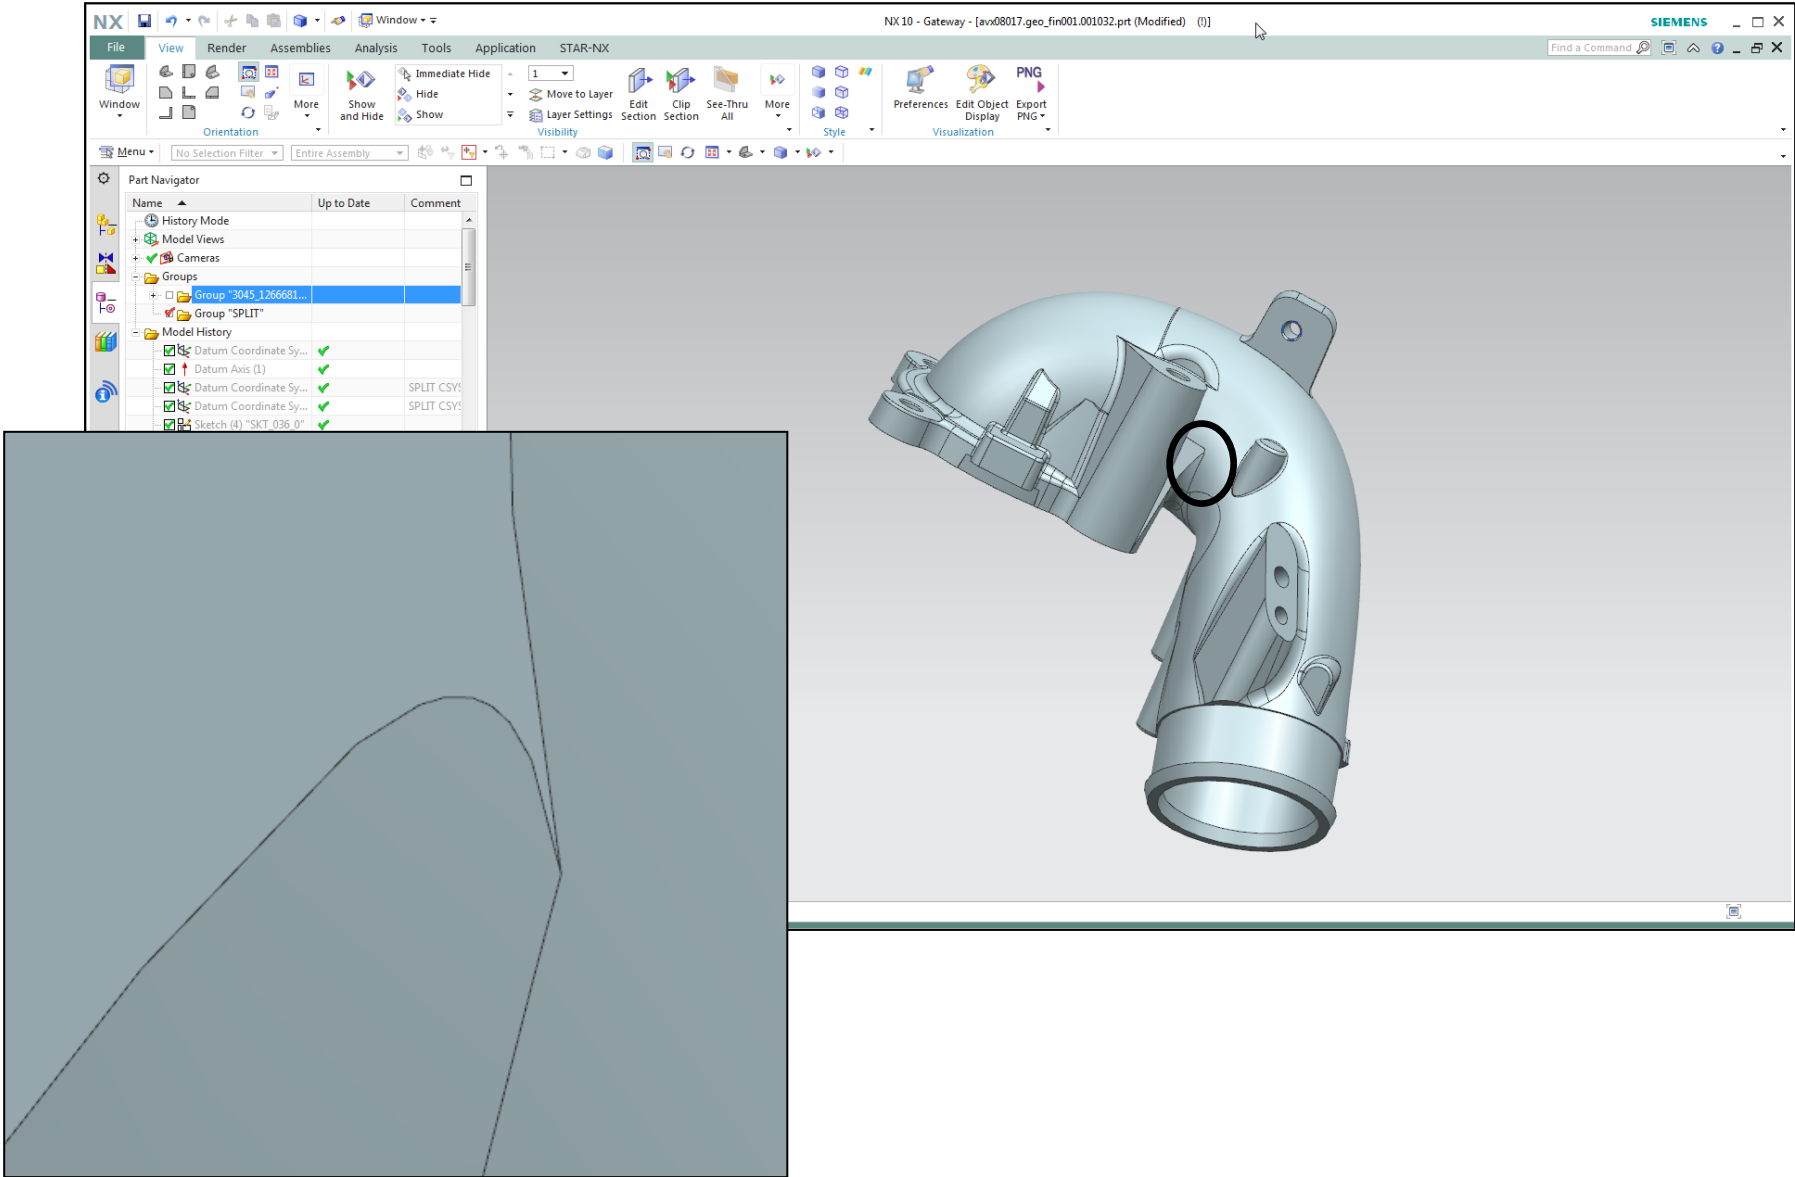 NX Window NX 10 - Gateway - [avx08017.geo_fin001.001032.prt (Modified) (!)] SIEMENS
File View Render Assemblies Analysis Tools Application STAR-NX Find a Command
Window More Show and Hide Immediate Hide 1 Edit Section Clip Section See-Thru All More Preferences Edit Object Display PNG Export PNG
Hide Move to Layer
Show Layer Settings
Orientation Visibility Style Visualization
Menu No Selection Filter Entire Assembly
Part Navigator
Name Up to Date Comment
History Mode
Model Views
Cameras
Groups
Group "3045_1266681...
Group "SPLIT"
Model History
Datum Coordinate Sy...
Datum Axis (1)
Datum Coordinate Sy... SPLIT CSYS
Datum Coordinate Sy... SPLIT CSYS
Sketch (4) "SKT_036_0"